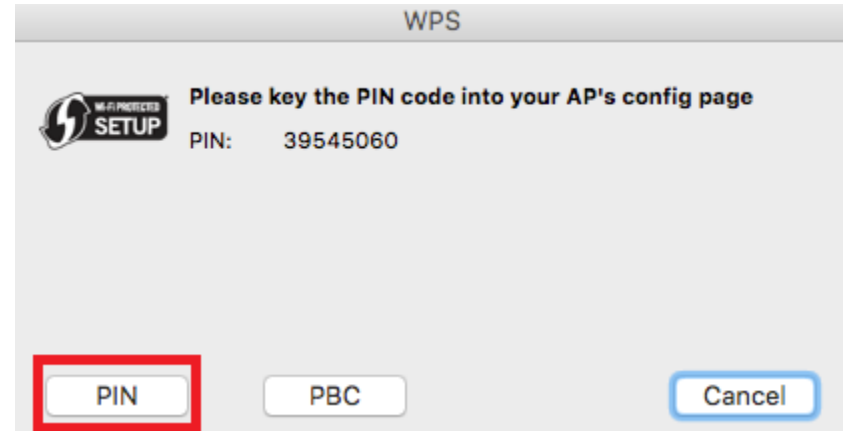 WPS
Please key the PIN code into your AP's config page
WI-FI PROTECTED
SETUP
PIN: 39545060
PIN PBC Cancel